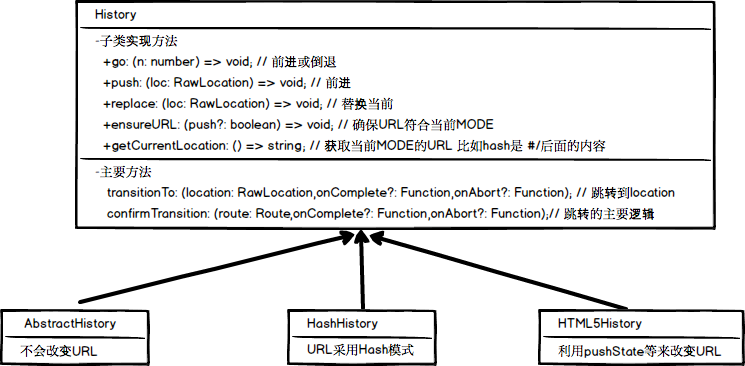 History
-子类实现方法
+go: (n: number) => void; // 前进或倒退
+push: (loc: RawLocation) => void; // 前进
+replace: (loc: RawLocation) => void; // 替换当前
+ensureURL: (push?: boolean) => void; // 确保URL符合当前MODE
+getCurrentLocation: () => string; // 获取当前MODE的URL 比如hash是 #/后面的内容
-主要方法
transitionTo: (location: RawLocation,onComplete?: Function,onAbort?: Function); // 跳转到location
confirmTransition: (route: Route,onComplete?: Function,onAbort?: Function);// 跳转的主要逻辑
AbstractHistory
不会改变URL
HashHistory
URL采用Hash模式
HTML5History
利用pushState等来改变URL